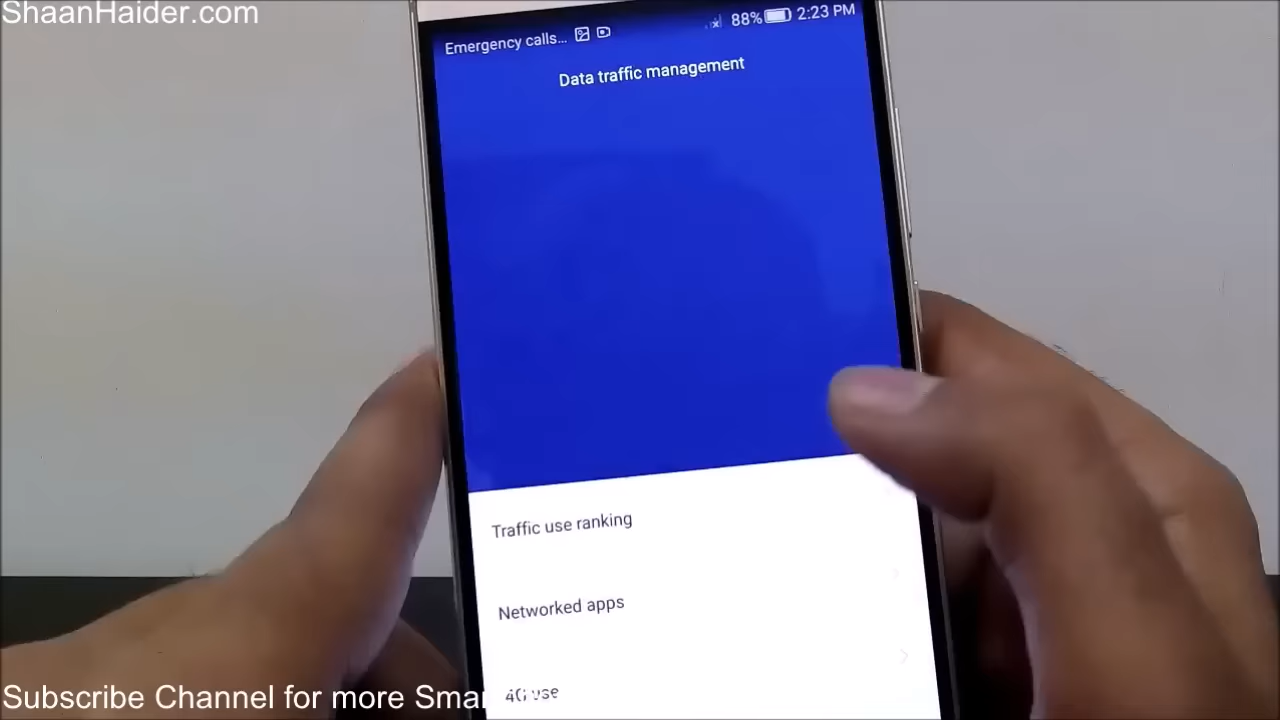 ShaanHaider.com
Emergency calls... 88% 2:23 PM
Data traffic management
Traffic use ranking
Networked apps
4G use
Subscribe Channel for more Smar